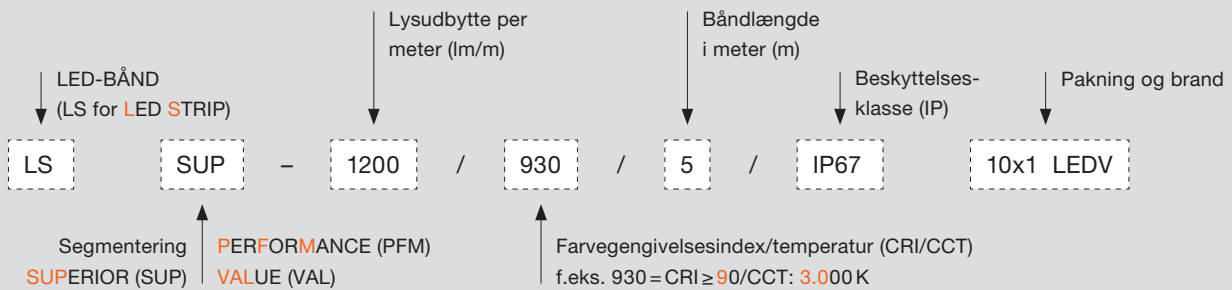 Lysudbytte per
meter (lm/m)
Båndlængde
i meter (m)
LED-BÅND
(LS for LED STRIP)
Beskyttelses-
klasse (IP)
Pakning og brand
LS SUP – 1200 / 930 / 5 / IP67 10x1 LEDV
Segmentering
SUPERIOR (SUP)
PERFORMANCE (PFM)
VALUE (VAL)
Farvegengivelsesindex/temperatur (CRI/CCT)
f.eks. 930 = CRI ≥ 90/CCT: 3.000 K